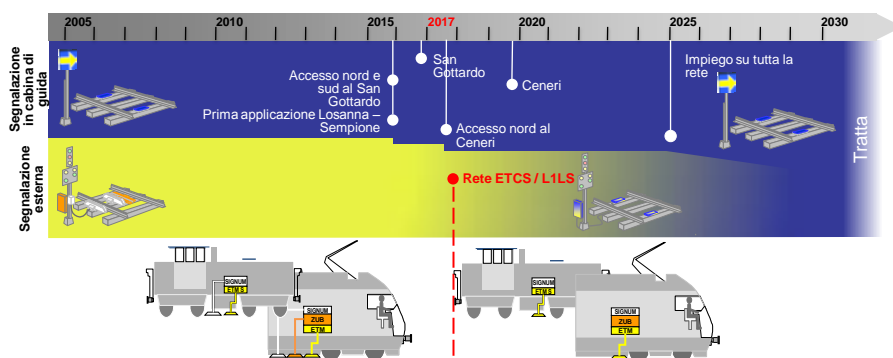 2005 2010 2015 2017 2020 2025 2030
Segnalazione
in cabina di
guida
Accesso nord e
sud al San
Gottardo
Prima applicazione Losanna –
Sempione
San
Gottardo
Accesso nord al
Ceneri
Ceneri
Impiego su tutta la
rete
Tratta
Segnalazione
esterna
Rete ETCS / L1LS
SIGNUM
ETM S
SIGNUM
ZUB
ETM
SIGNUM
ETM S
SIGNUM
ZUB
ETM